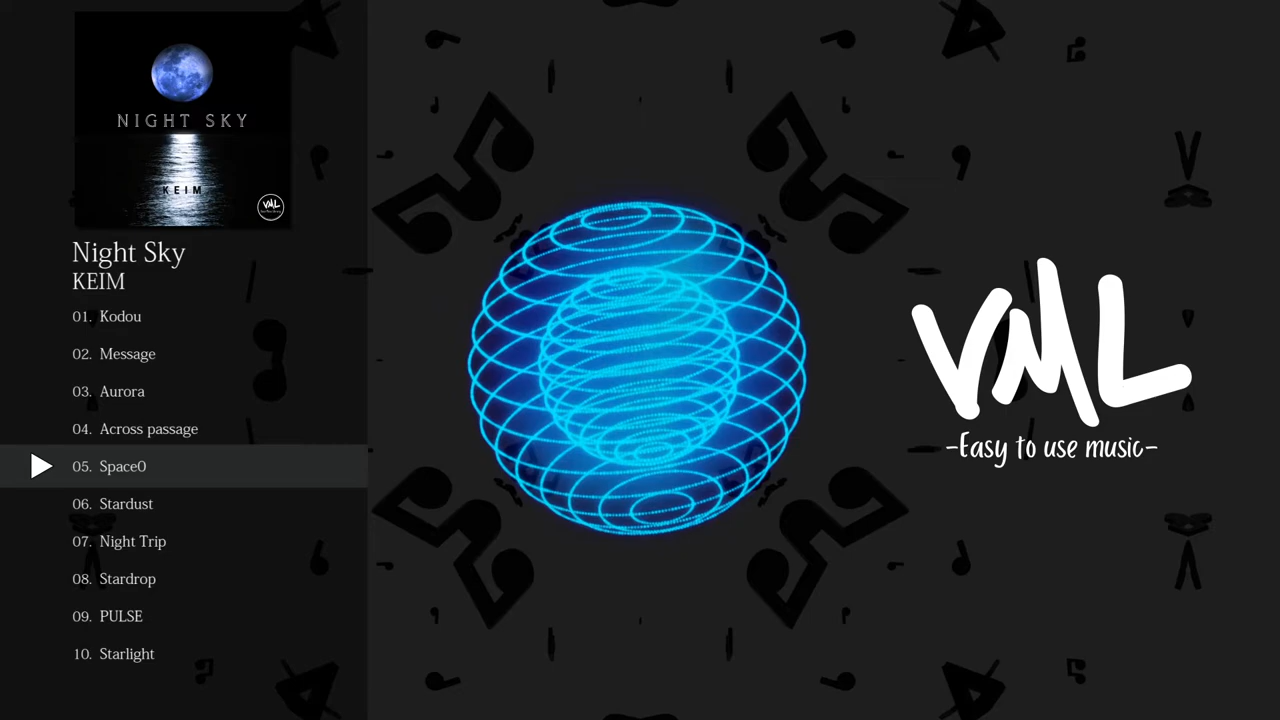 NIGHT SKY
KEIM
VML
Night Sky
KEIM
01. Kodou
02. Message
03. Aurora
04. Across passage
05. Space0
06. Stardust
07. Night Trip
08. Stardrop
09. PULSE
10. Starlight
VML
-Easy to use music-